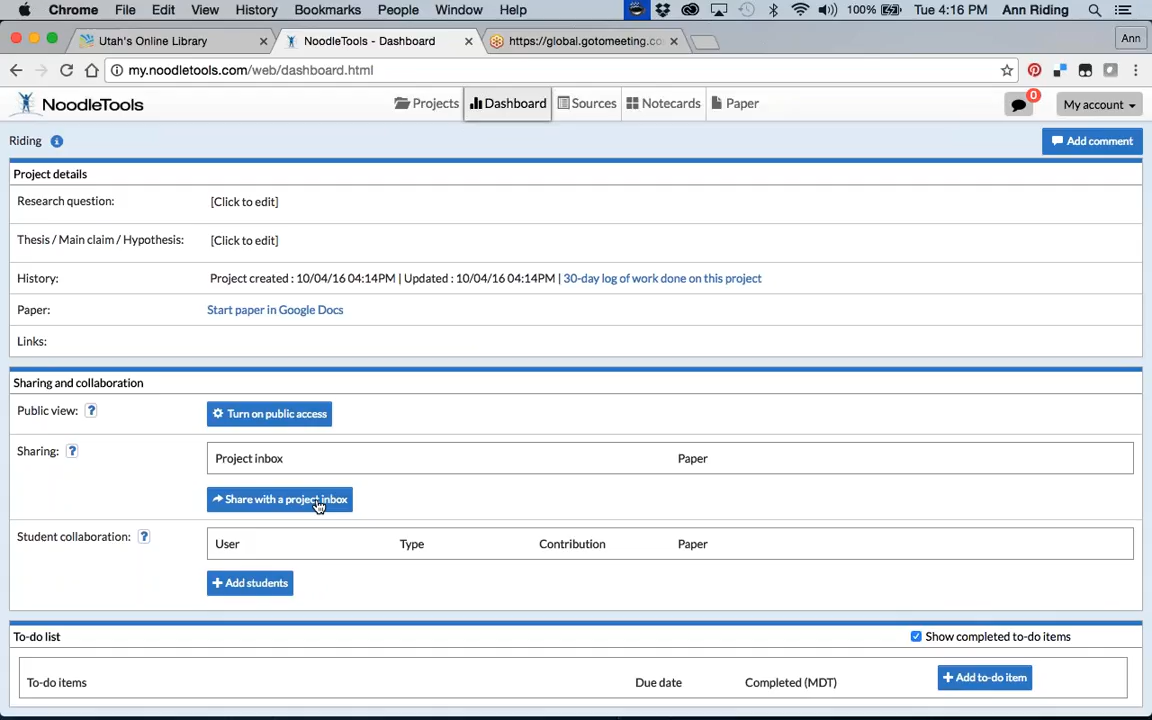 Chrome File Edit View History Bookmarks People Window Help 100% Tue 4:16 PM Ann Riding
Utah's Online Library NoodleTools - Dashboard https://global.gotomeeting.co Ann
my.noodletools.com/web/dashboard.html
NoodleTools Projects Dashboard Sources Notecards Paper 0 My account
Riding Add comment
Project details
Research question: [Click to edit]
Thesis / Main claim / Hypothesis: [Click to edit]
History: Project created : 10/04/16 04:14PM | Updated : 10/04/16 04:14PM | 30-day log of work done on this project
Paper: Start paper in Google Docs
Links:
Sharing and collaboration
Public view: ? Turn on public access
Sharing: ? Project inbox Paper
Share with a project inbox
Student collaboration: ? User Type Contribution Paper
+ Add students
To-do list Show completed to-do items
To-do items Due date Completed (MDT) + Add to-do item